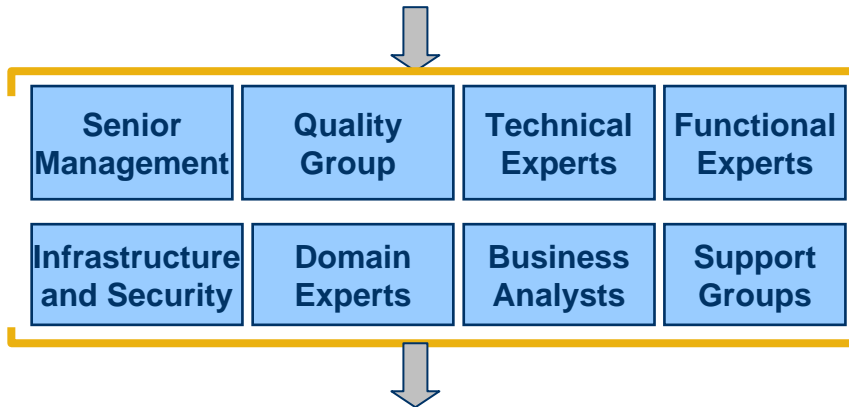 Senior
Management
Quality
Group
Technical
Experts
Functional
Experts
Infrastructure
and Security
Domain
Experts
Business
Analysts
Support
Groups